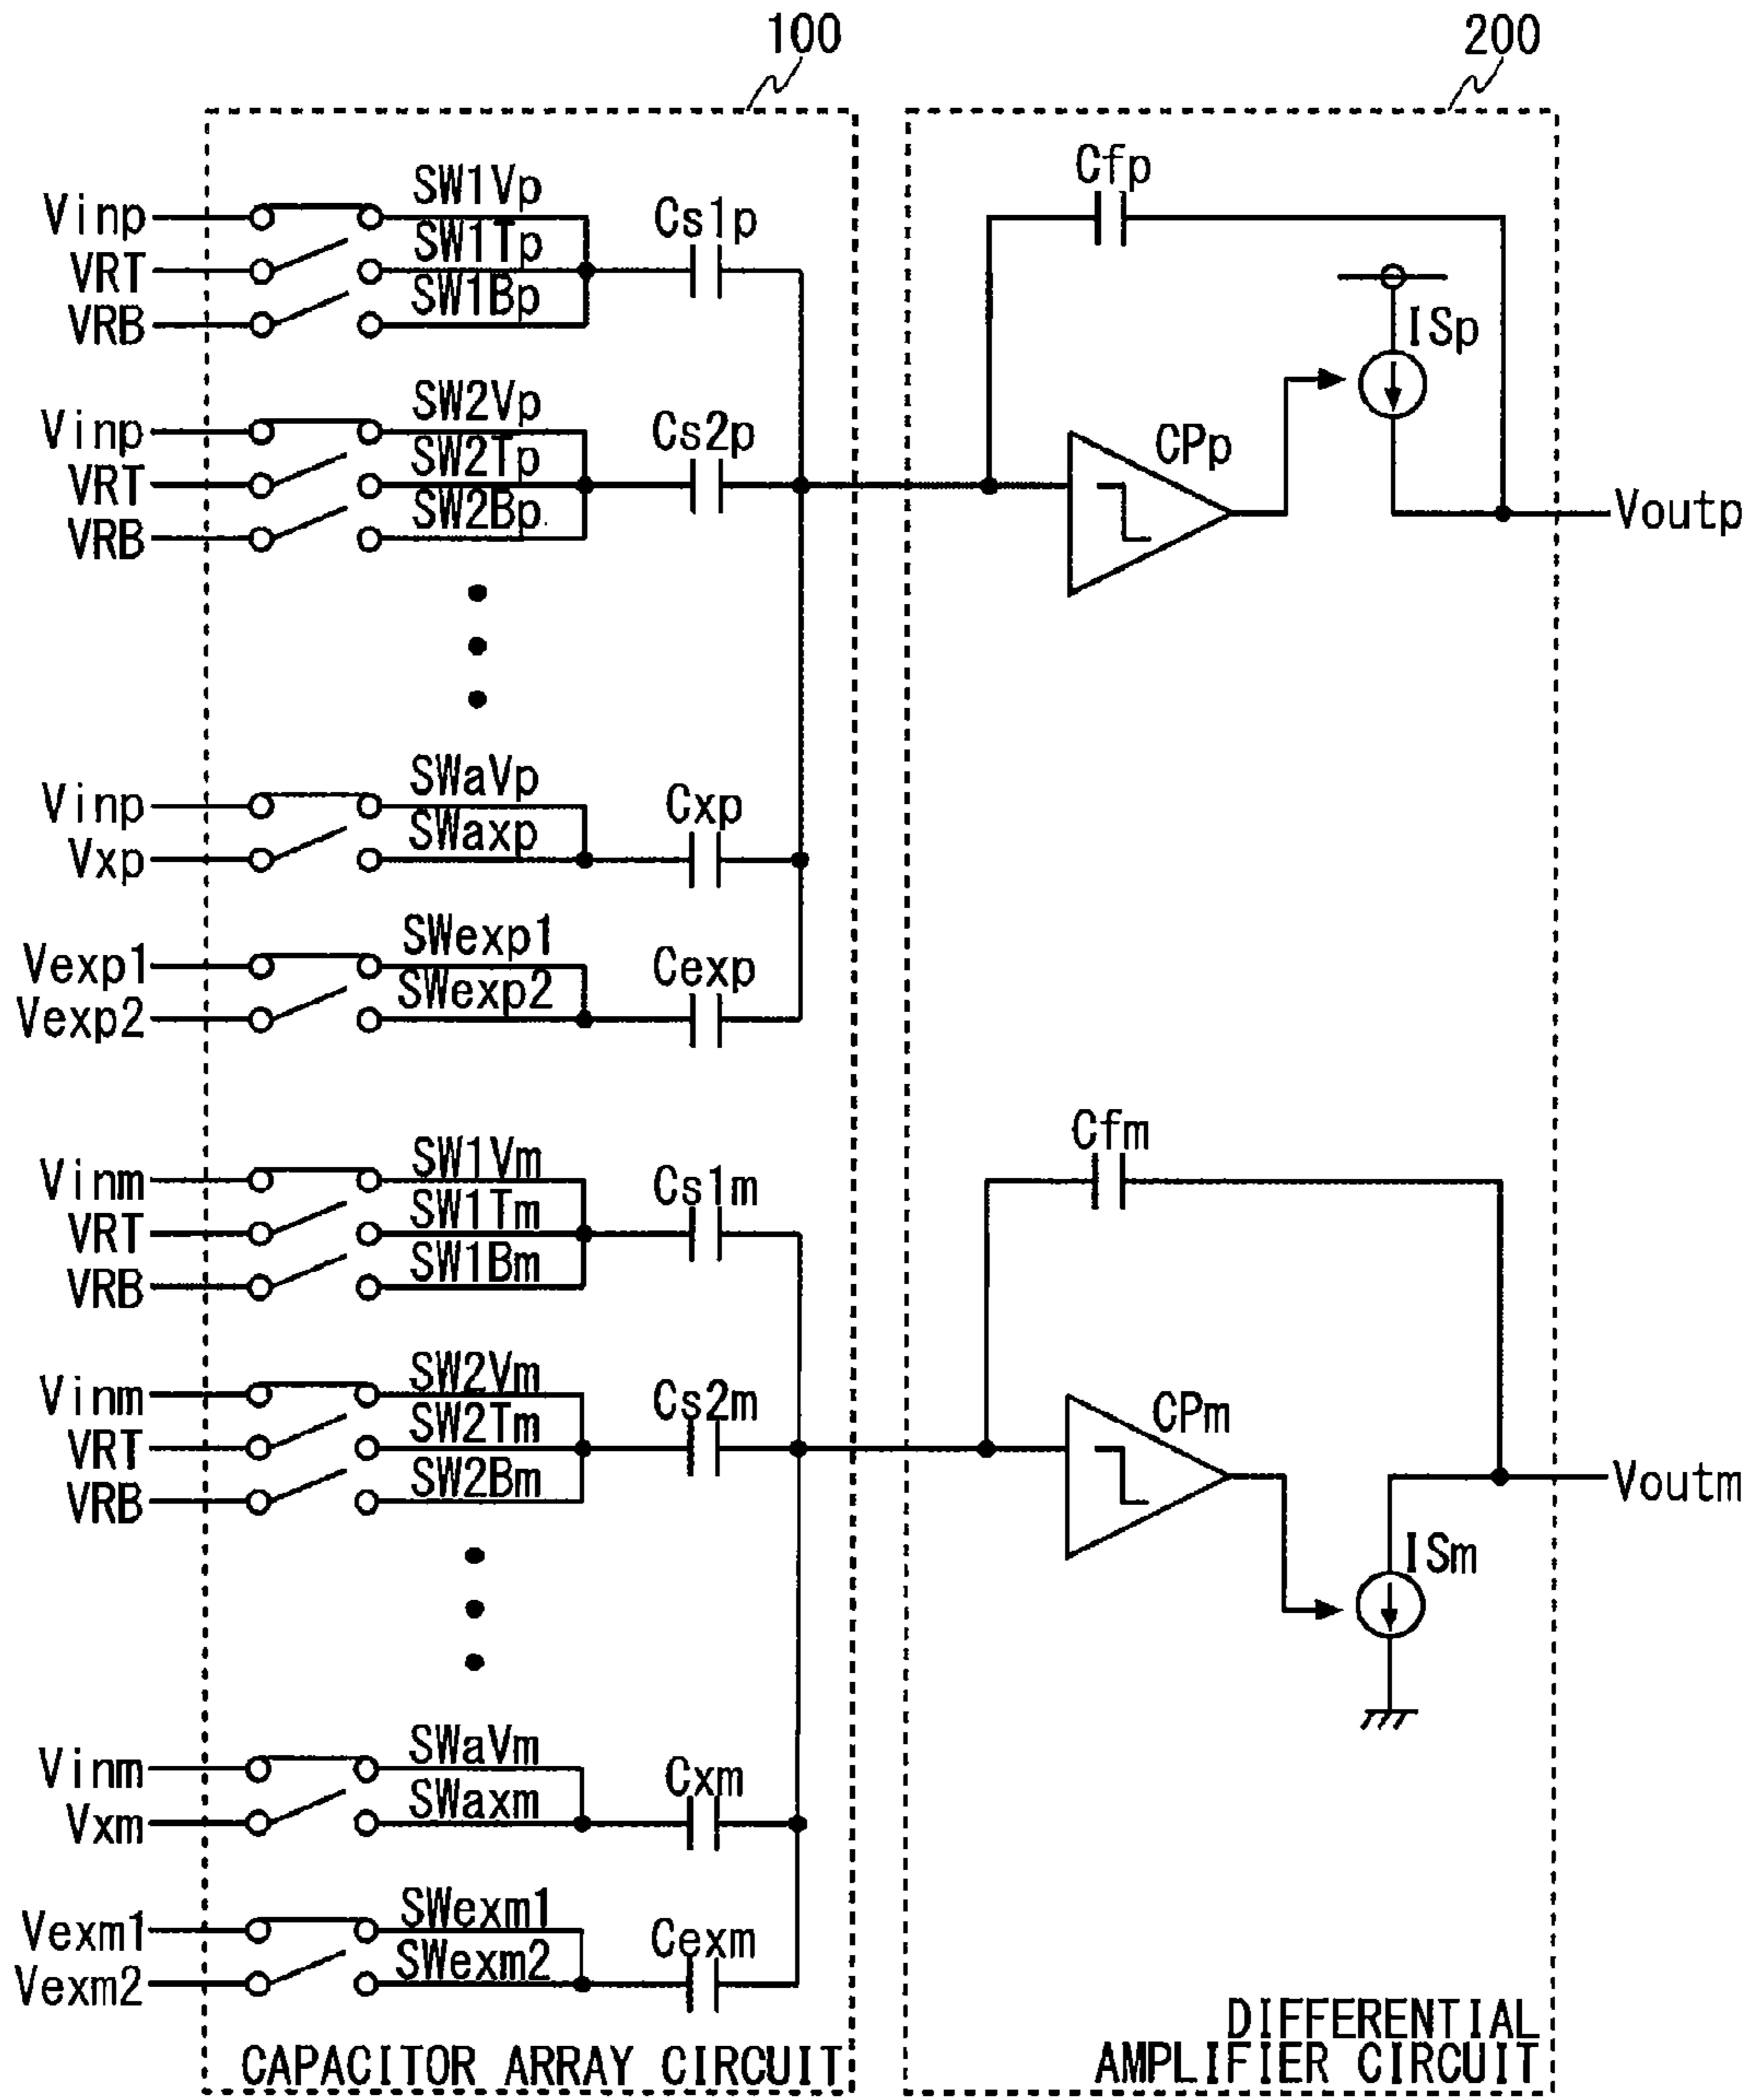 100
200
Vinp
SW1Vp
Cs1p
VRT
SW1Tp
VRB
SW1Bp
Cfp
ISp
Vinp
SW2Vp
Cs2p
VRT
SW2Tp
VRB
SW2Bp
CPp
Voutp
Vinp
SWaVp
Cxp
Vxp
SWaxp
Vexp1
SWexp1
Cexp
Vexp2
SWexp2
Vinm
SW1Vm
Cs1m
VRT
SW1Tm
VRB
SW1Bm
Cfm
Vinm
SW2Vm
Cs2m
VRT
SW2Tm
VRB
SW2Bm
CPm
Voutm
ISm
Vinm
SWaVm
Cxm
Vxm
SWaxm
Vexm1
SWexm1
Cexm
Vexm2
SWexm2
CAPACITOR ARRAY CIRCUIT
DIFFERENTIAL
AMPLIFIER CIRCUIT